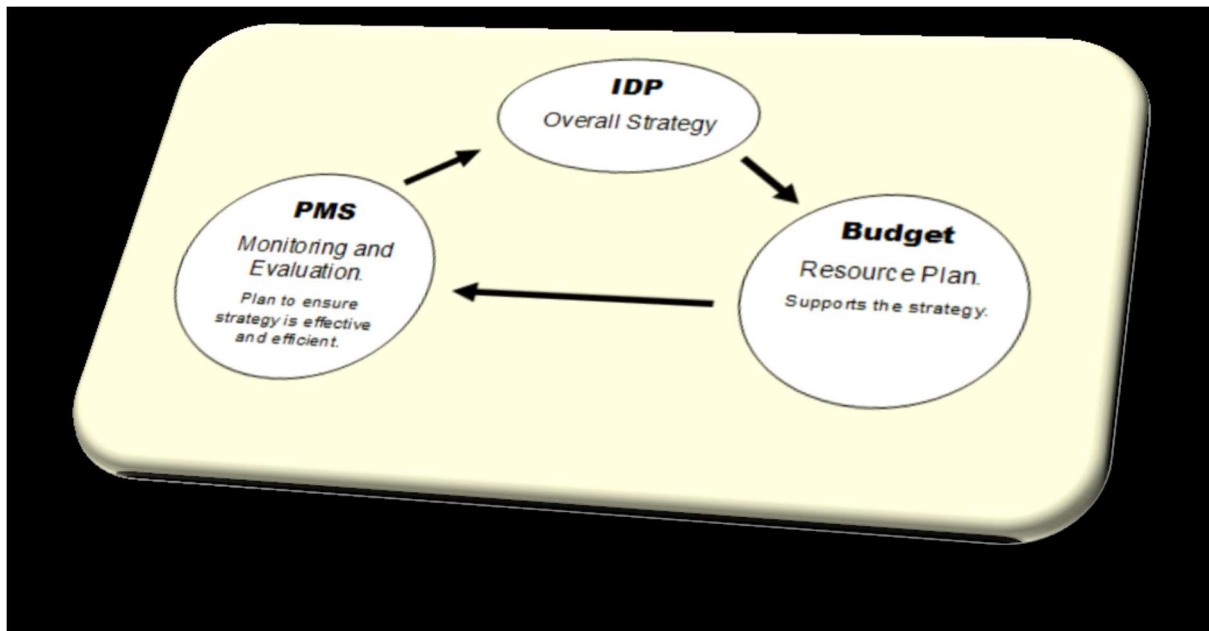 IDP
Overall Strategy
PMS
Monitoring and
Evaluation.
Plan to ensure
strategy is effective
and efficient.
Budget
Resource Plan.
Supports the strategy.